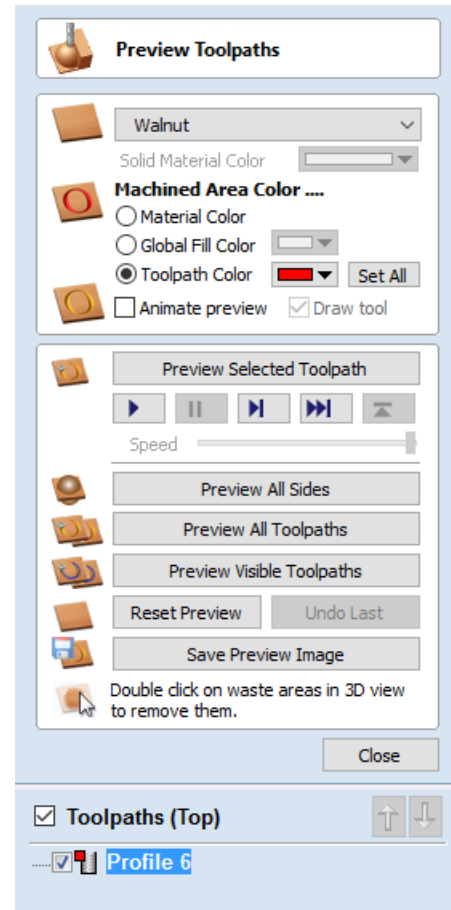 Preview Toolpaths
Walnut
Solid Material Color
Machined Area Color ....
Material Color
Global Fill Color
Toolpath Color
Set All
Animate preview
Draw tool
Preview Selected Toolpath
Speed
Preview All Sides
Preview All Toolpaths
Preview Visible Toolpaths
Reset Preview
Undo Last
Save Preview Image
Double click on waste areas in 3D view
to remove them.
Close
Toolpaths (Top)
Profile 6